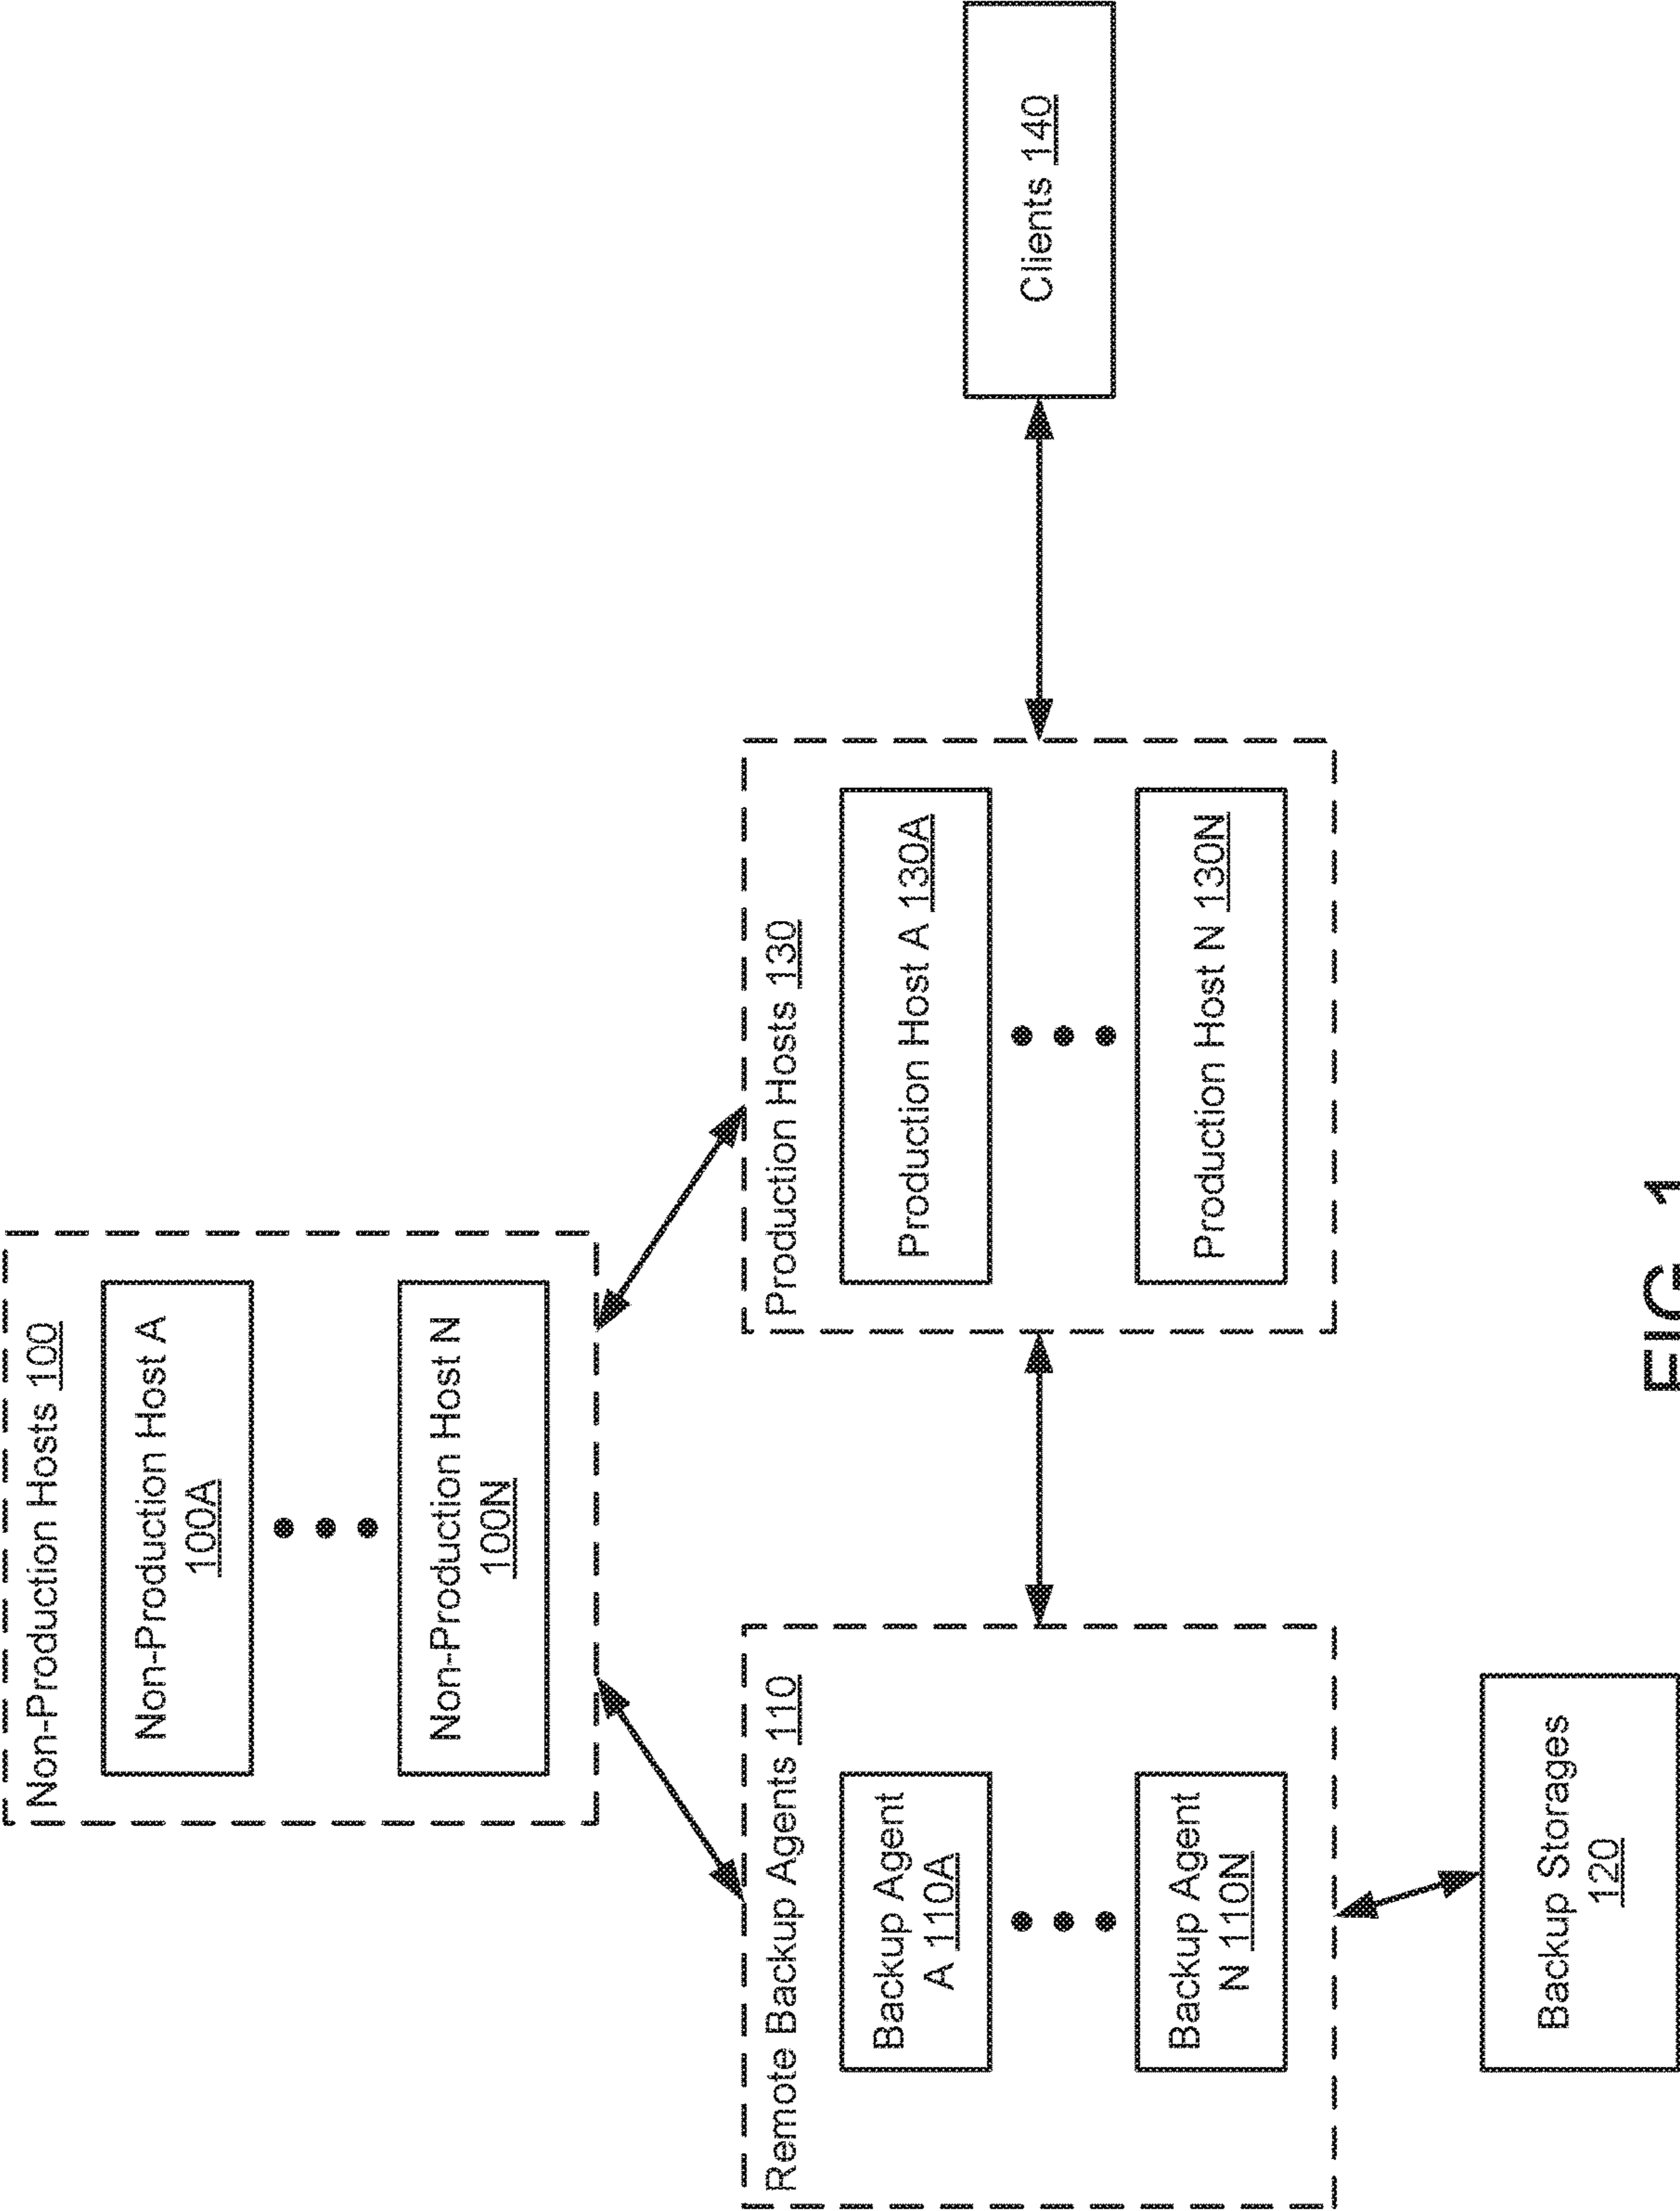 Non-Production Hosts 100
Non-Production Host A
100A
Non-Production Host N
100N
Remote Backup Agents 110
Backup Agent
A 110A
Backup Agent
N 110N
Production Hosts 130
Production Host A 130A
Production Host N 130N
Clients 140
Backup Storages
120
FIG. 1